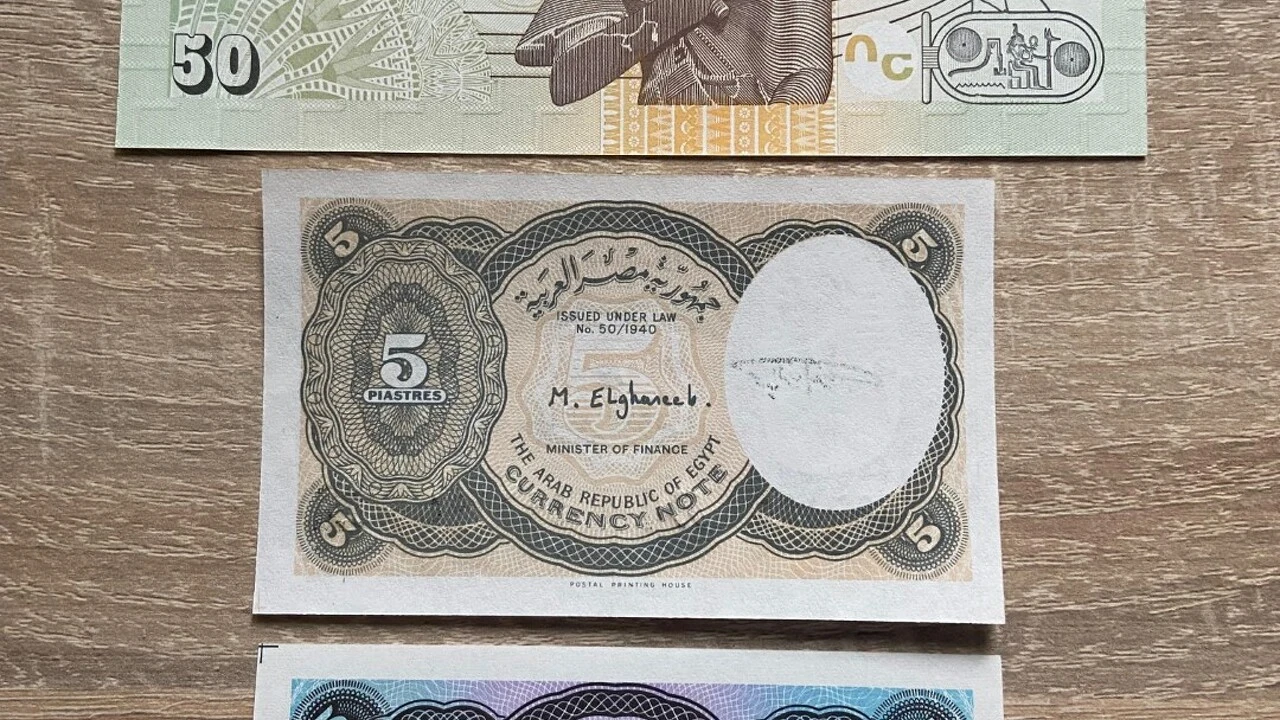 50
5
5
جمهورية مصر العربية
ISSUED UNDER LAW
No. 50/1940
5
PIASTRES
5
M. Elghareeb.
MINISTER OF FINANCE
THE ARAB REPUBLIC OF EGYPT
CURRENCY NOTE
5
5
POSTAL PRINTING HOUSE